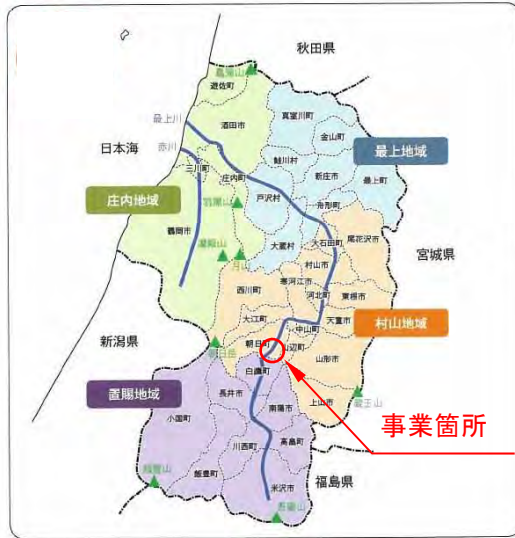 秋田県
鳥海山
遊佐町
真室川町
最上川
酒田市
金山町
日本海
赤川
鮭川村
最上地域
三川町
庄内町
新庄市
最上町
戸沢村
庄内地域
羽黒山
舟形町
鶴岡市
大蔵村
大石田町
尾花沢市
宮城県
湯殿山
月山
村山市
西川町
寒河江市
河北町
東根市
大江町
天童市
中山町
村山地域
新潟県
朝日町
山辺町
山形市
朝日岳
白鷹町
置賜地域
長井市
上山市
蔵王山
小国町
南陽市
事業箇所
川西町
高畠町
飯豊町
飯豊山
米沢市
福島県
吾妻山